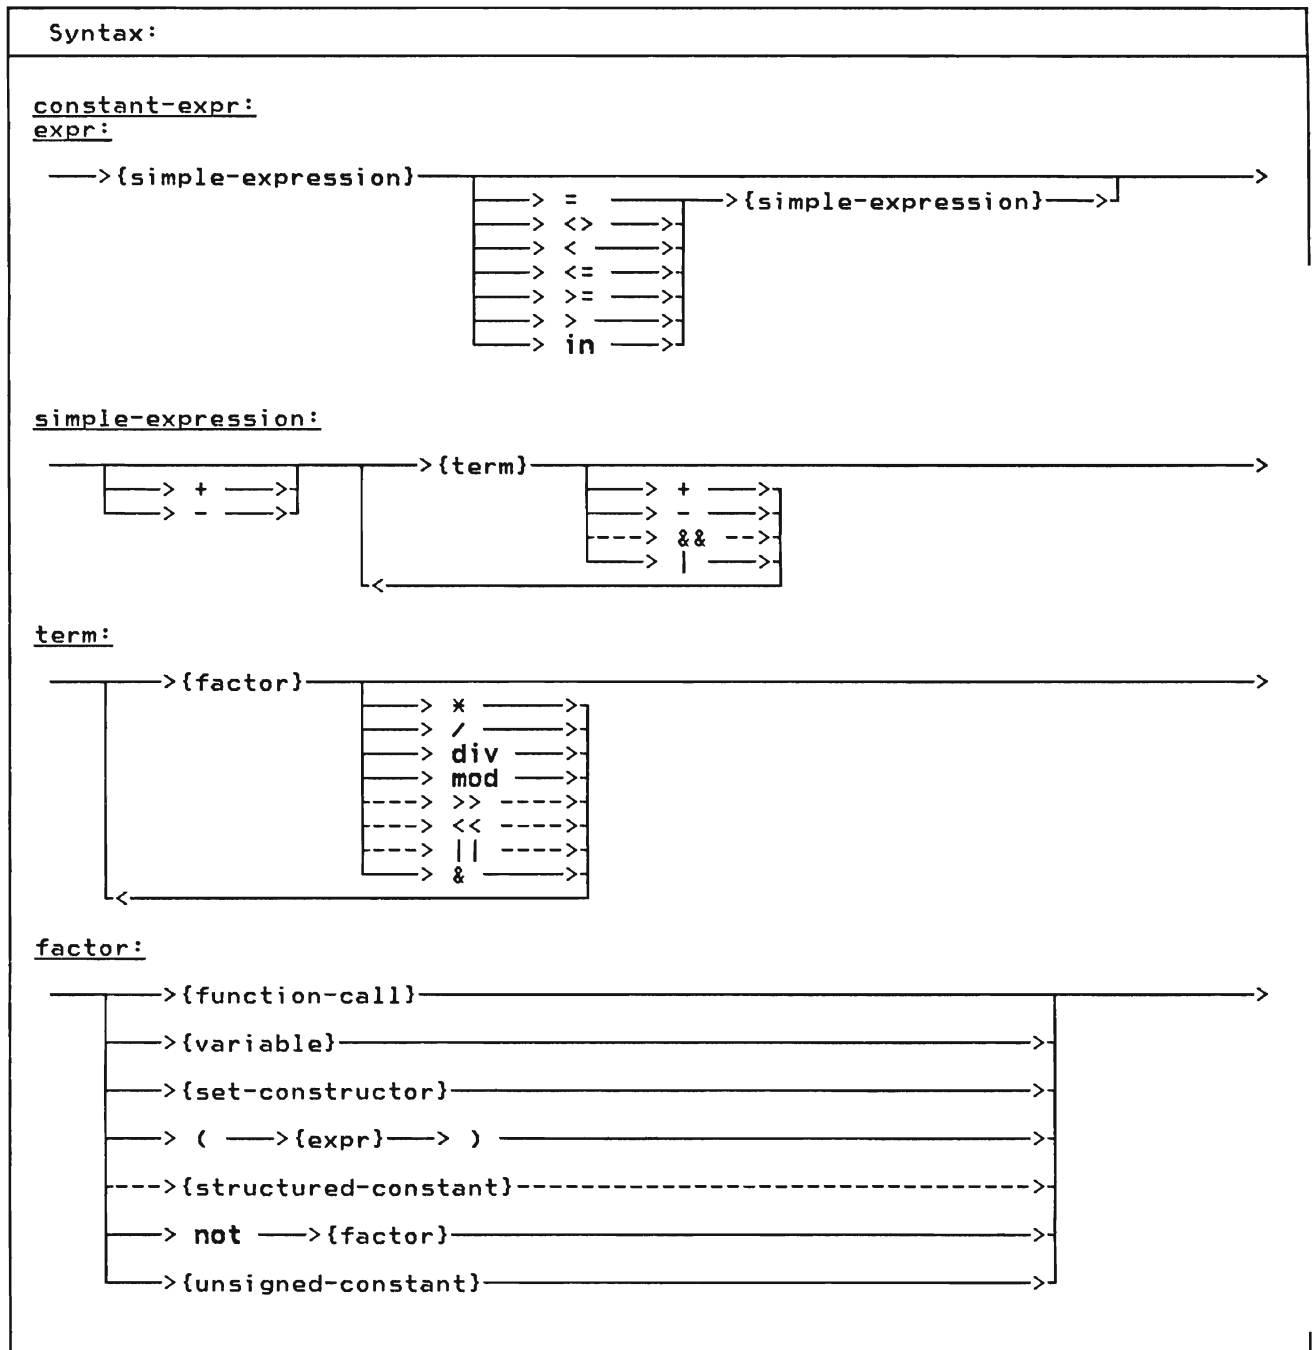 Syntax:
constant-expr:
expr:
{simple-expression}
= {simple-expression}
<>
<
<=
>=
>
in
simple-expression:
{term}
+ +
- -
&&
|
term:
{factor}
*
/
div
mod
>>
<<
||
&
factor:
{function-call}
{variable}
{set-constructor}
( {expr} )
{structured-constant}
not {factor}
{unsigned-constant}